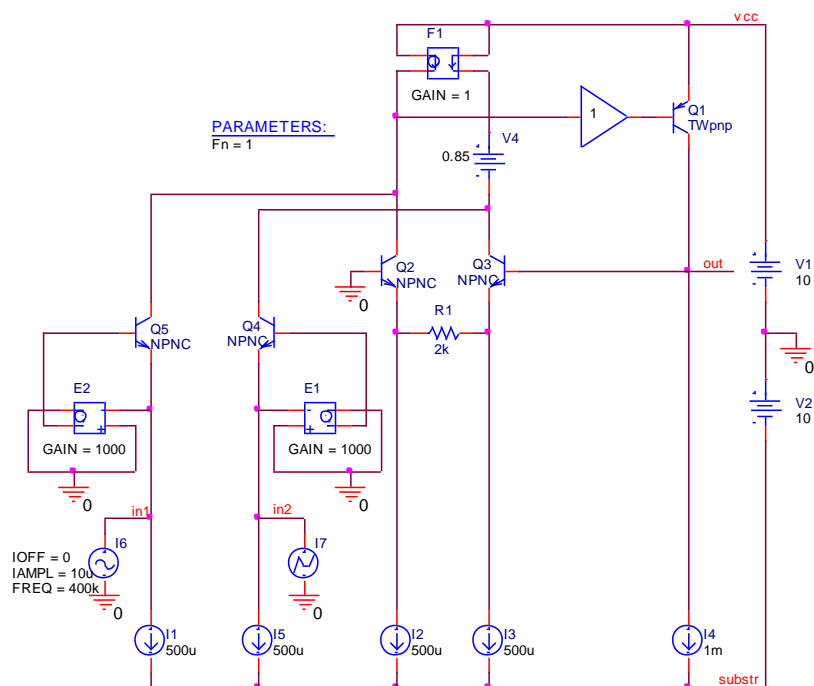 vcc
F1
GAIN = 1
1
Q1
TWpnp
PARAMETERS:
Fn = 1
V4
0.85
out
V1
10
Q2
NPNC
Q3
NPNC
0
R1
2k
0
Q5
NPNC
Q4
NPNC
V2
10
E2
GAIN = 1000
E1
GAIN = 1000
0
0
in1
in2
I6
IOFF = 0
IAMPL = 10u
FREQ = 400k
I7
0
0
I1
500u
I5
500u
I2
500u
I3
500u
I4
1m
substr